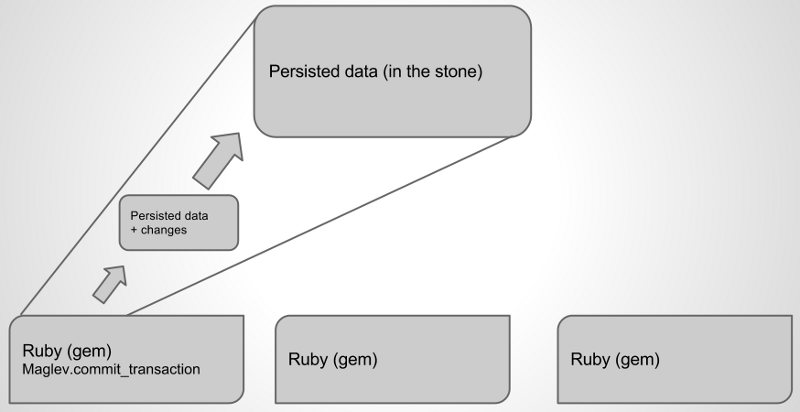 Persisted data (in the stone)
Persisted data
+ changes
Ruby (gem)
Maglev.commit_transaction
Ruby (gem)
Ruby (gem)